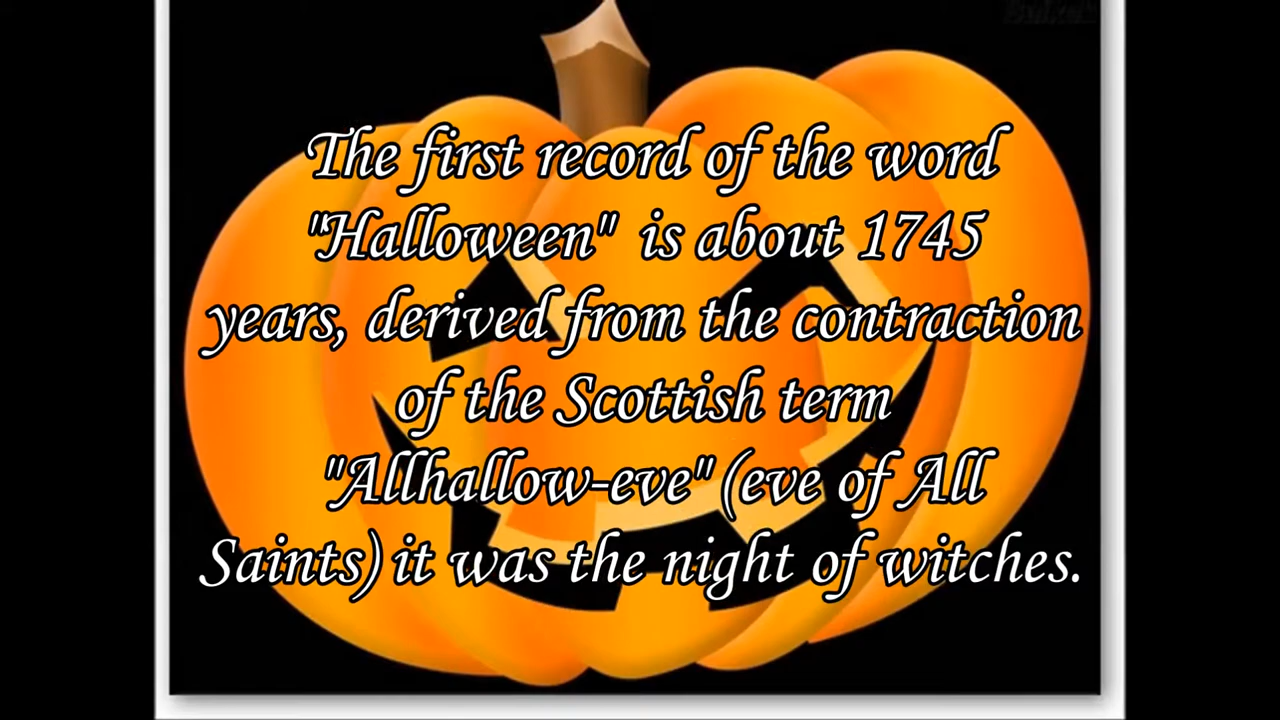 The first record of the word
"Halloween" is about 1745
years, derived from the contraction
of the Scottish term
"Allhallow-eve" (eve of All
Saints) it was the night of witches.